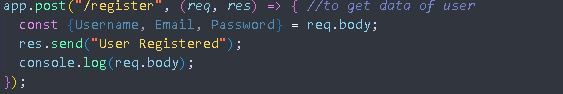 app.post("/register", (req, res) => { //to get data of user
  const {Username, Email, Password} = req.body;
  res.send("User Registered");
  console.log(req.body);
});